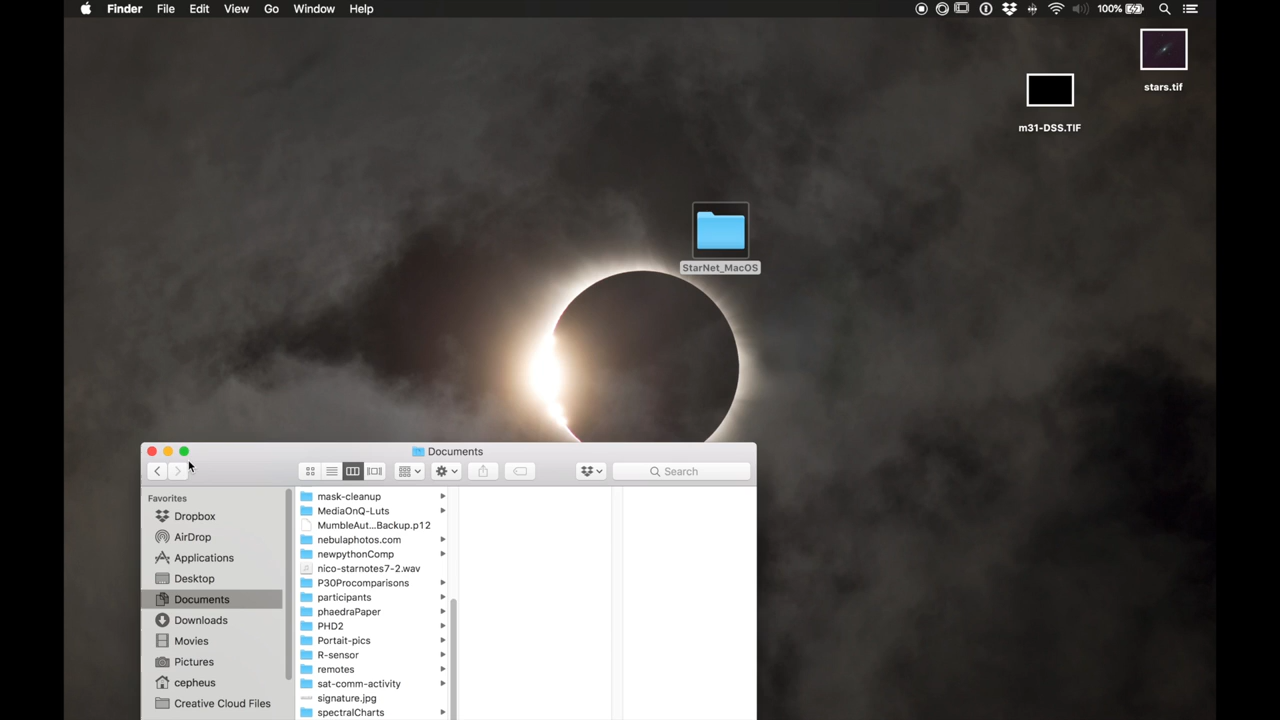 Finder File Edit View Go Window Help 100%
stars.tif
m31-DSS.TIF
StarNet_MacOS
Documents
Search
Favorites
Dropbox
AirDrop
Applications
Desktop
Documents
Downloads
Movies
Pictures
cepheus
Creative Cloud Files
mask-cleanup
MediaOnQ-Luts
MumbleAut...Backup.p12
nebulaphotos.com
newpythonComp
nico-starnotes7-2.wav
P30Procomparisons
participants
phaedraPaper
PHD2
Portait-pics
R-sensor
remotes
sat-comm-activity
signature.jpg
spectralCharts